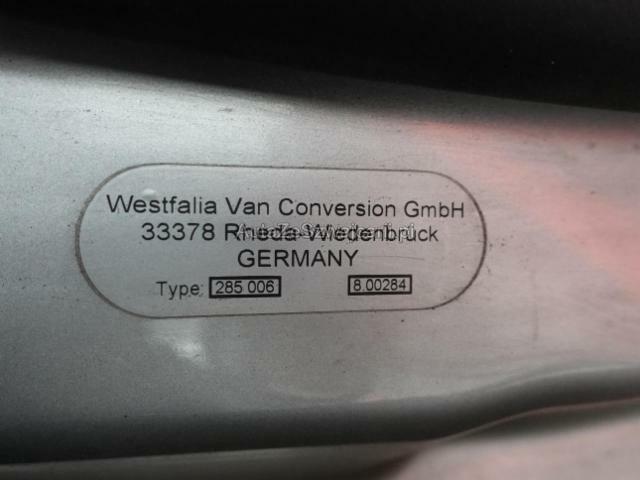 Westfalia Van Conversion GmbH
33378 Rheda-Wiedenbrück
GERMANY
Type: 285 006 8.00284